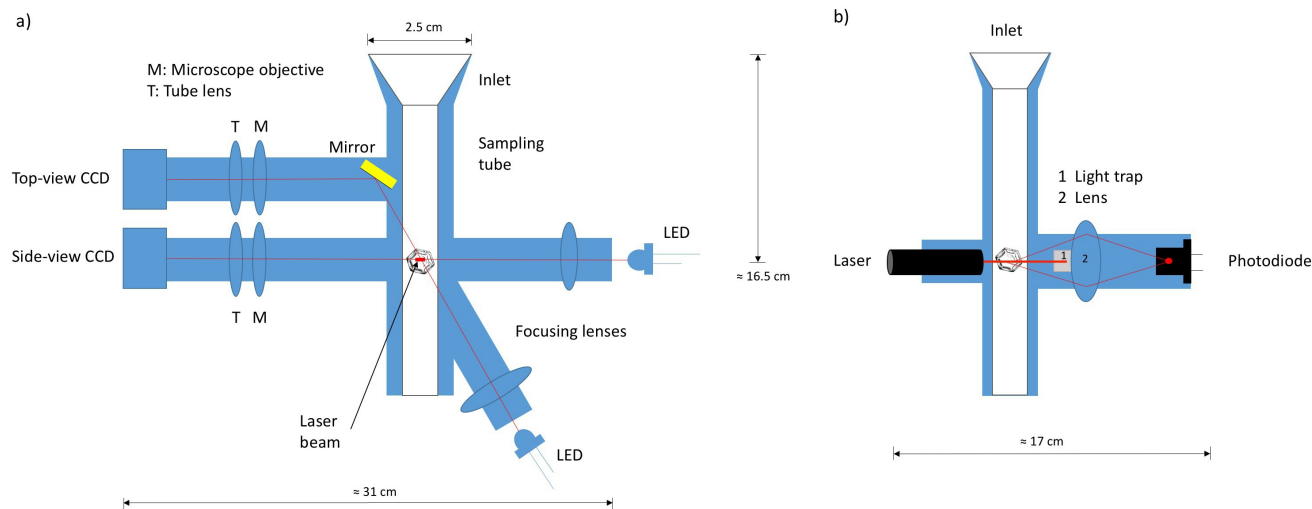 a)
2.5 cm
M: Microscope objective
T: Tube lens
Inlet
T M
Mirror
Sampling
tube
Top-view CCD
Side-view CCD
LED
≈ 16.5 cm
T M
Focusing lenses
Laser
beam
LED
≈ 31 cm
b)
Inlet
1 Light trap
2 Lens
Laser
1
2
Photodiode
≈ 17 cm